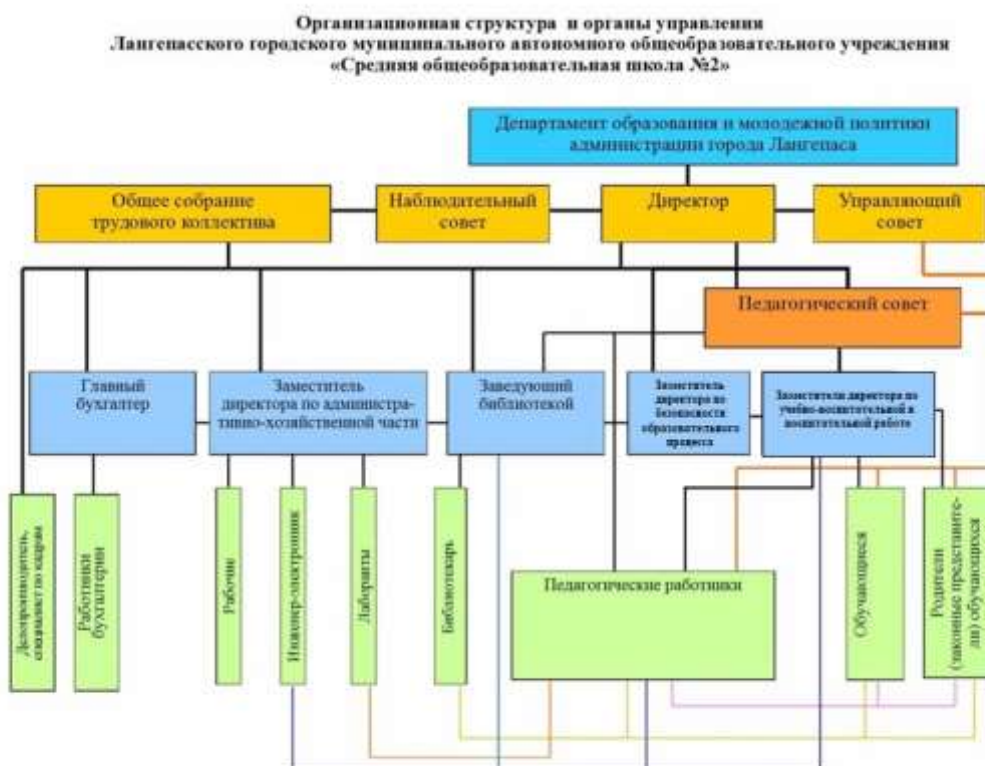 Организационная структура и органы управления
Лангепасского городского муниципального автономного общеобразовательного учреждения
«Средняя общеобразовательная школа №2»
Департамент образования и молодежной политики
администрации города Лангепаса
Общее собрание
трудового коллектива
Наблюдательный
совет
Директор
Управляющий
совет
Педагогический совет
Главный
бухгалтер
Заместитель
директора по администра-
тивно-хозяйственной части
Заведующий
библиотекой
Заместитель
директора по
безопасности
образовательного
процесса
Заместители директора по
учебно-воспитательной и
воспитательной работе
Делопроизводитель,
специалист по кадрам
Работники
бухгалтерии
Рабочие
Инженер-электронник
Лаборанты
Библиотекарь
Педагогические работники
Обучающиеся
Родители
(законные представите-
ли) обучающихся